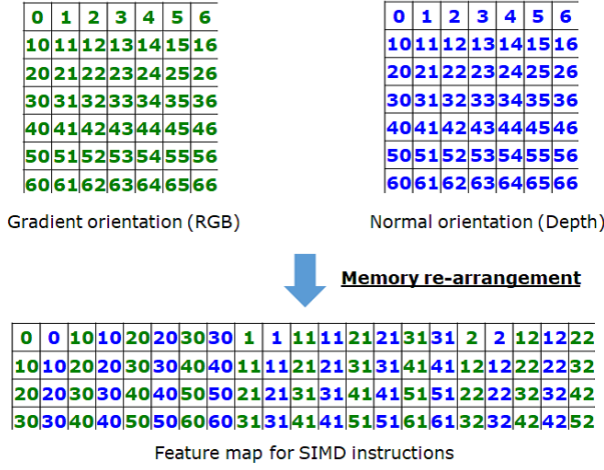 0 1 2 3 4 5 6
10 11 12 13 14 15 16
20 21 22 23 24 25 26
30 31 32 33 34 35 36
40 41 42 43 44 45 46
50 51 52 53 54 55 56
60 61 62 63 64 65 66
Gradient orientation (RGB)
0 1 2 3 4 5 6
10 11 12 13 14 15 16
20 21 22 23 24 25 26
30 31 32 33 34 35 36
40 41 42 43 44 45 46
50 51 52 53 54 55 56
60 61 62 63 64 65 66
Normal orientation (Depth)
Memory re-arrangement
0 0 10 10 20 20 30 30 1 1 11 11 21 21 31 31 2 2 12 12 22
10 10 20 20 30 30 40 40 11 11 21 21 31 31 41 41 12 12 22 22 32
20 20 30 30 40 40 50 50 21 21 31 31 41 41 51 51 22 22 32 32 42
30 30 40 40 50 50 60 60 31 31 41 41 51 51 61 61 32 32 42 42 52
Feature map for SIMD instructions